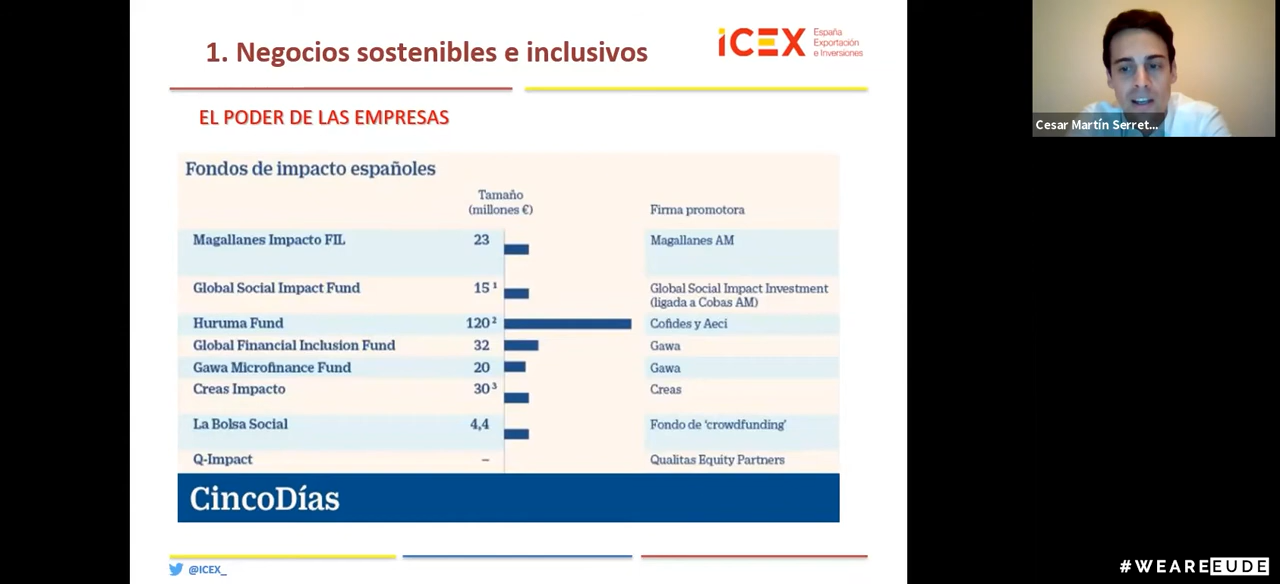 1. Negocios sostenibles e inclusivos
iCEX
España
Exportación
e Inversiones
Cesar Martín Serret...
EL PODER DE LAS EMPRESAS
Fondos de impacto españoles
Tamaño
(millones €)
Firma promotora
Magallanes Impacto FIL 23 Magallanes AM
Global Social Impact Fund 15¹ Global Social Impact Investment
(ligada a Cobas AM)
Huruma Fund 120² Cofides y Aeci
Global Financial Inclusion Fund 32 Gawa
Gawa Microfinance Fund 20 Gawa
Creas Impacto 30³ Creas
La Bolsa Social 4,4 Fondo de 'crowdfunding'
Q-Impact – Qualitas Equity Partners
CincoDías
@ICEX_
#WEAREEUDE